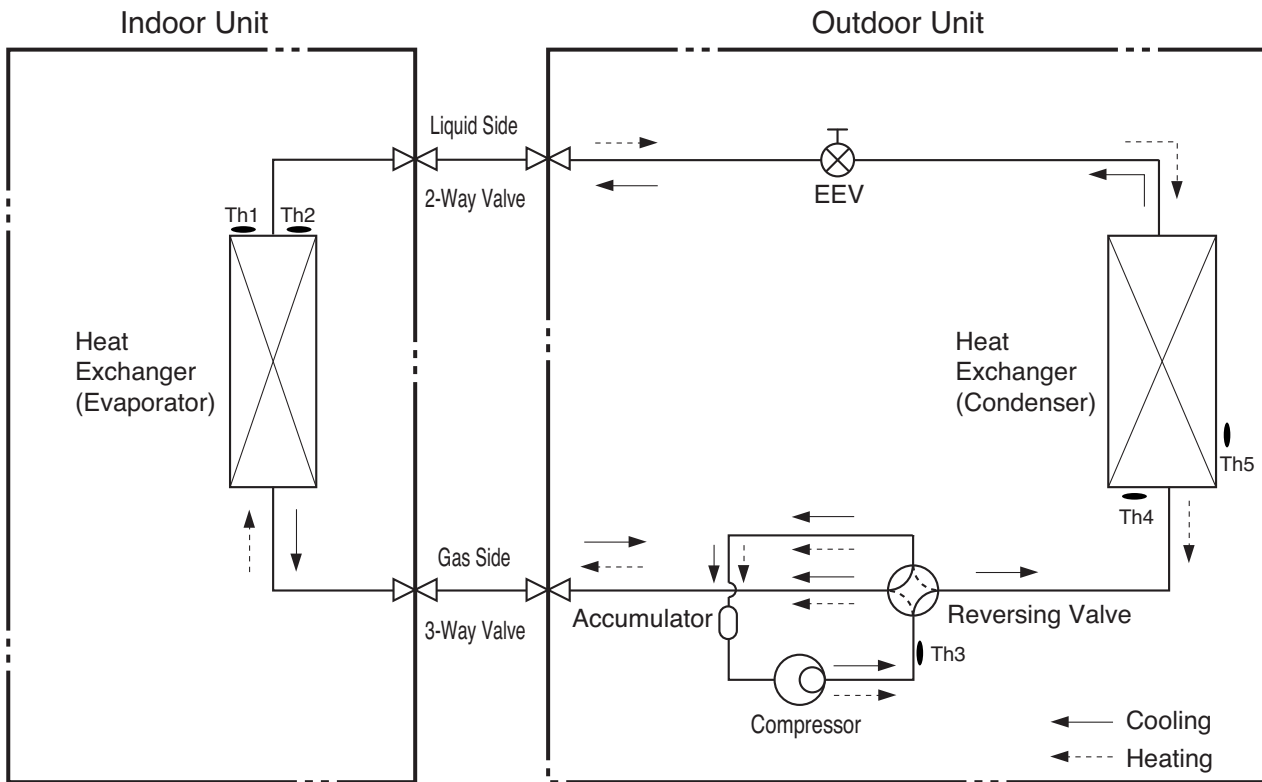 Indoor Unit
Outdoor Unit
Liquid Side
2-Way Valve
EEV
Th1
Th2
Heat
Exchanger
(Evaporator)
Heat
Exchanger
(Condenser)
Th5
Th4
Gas Side
3-Way Valve
Accumulator
Reversing Valve
Th3
Compressor
Cooling
Heating